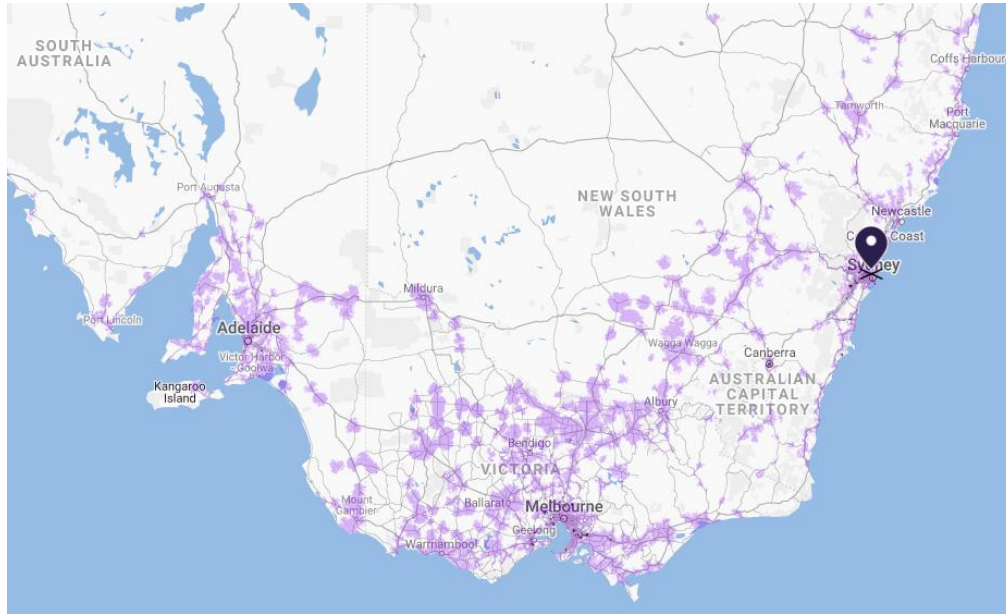 SOUTH
AUSTRALIA
Coffs Harbour
Tamworth
Port
Macquarie
Port Augusta
NEW SOUTH
WALES
Newcastle
Coast
Sydney
Mildura
Port Lincoln
Adelaide
Wagga Wagga
Victor Harbor
- Goolwa
Canberra
Kangaroo
Island
AUSTRALIAN
CAPITAL
TERRITORY
Albury
Bendigo
VICTORIA
Mount
Gambier
Ballarat
Melbourne
Geelong
Warrnambool